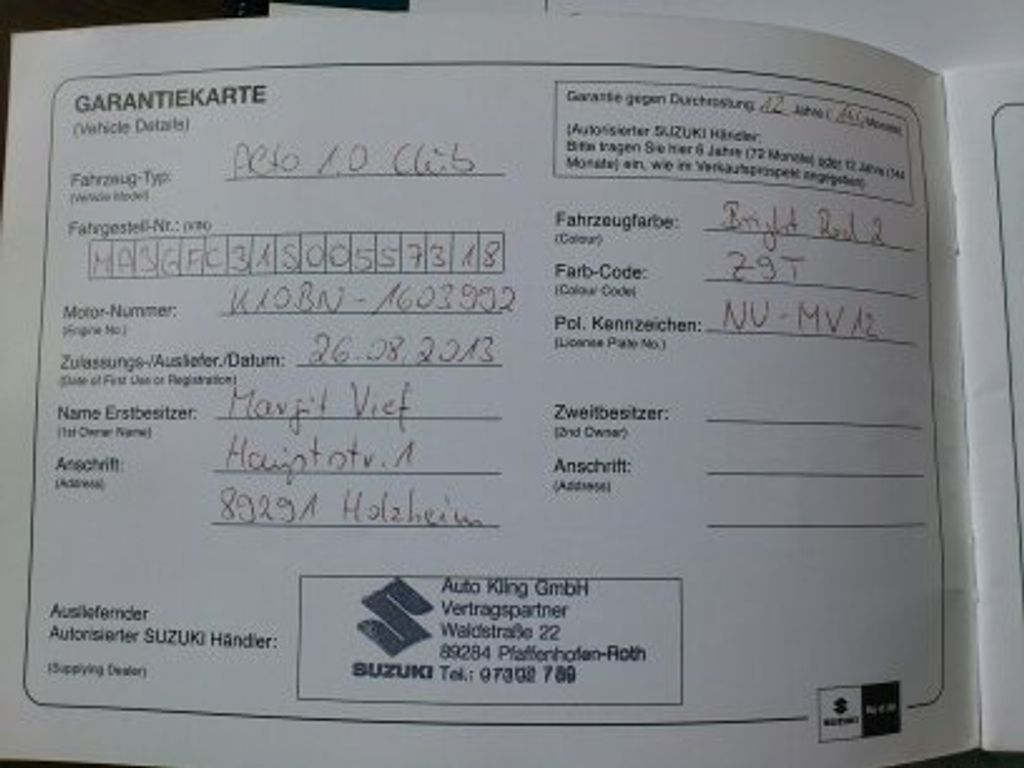 GARANTIEKARTE
(Vehicle Details)
Fahrzeug-Typ: Alto 1.0 Club
(Vehicle Model)
Fahrgestell-Nr.: (VIN)
MA3GFC31S00557318
Motor-Nummer: K10BN-1603992
(Engine No.)
Zulassungs-/Ausliefer./Datum: 26.08.2013
(Date of First Use or Registration)
Name Erstbesitzer: Margit Vief
(1st Owner Name)
Anschrift: Hauptstr. 1
(Address)
89291 Holzheim
Garantie gegen Durchrostung: 12 Jahre (144 Monate)
(Autorisierter SUZUKI Händler:
Bitte tragen Sie hier 6 Jahre (72 Monate) oder 12 Jahre (144
Monate) ein, wie im Verkaufsprospekt angegeben)
Fahrzeugfarbe: Bright Red 2
(Colour)
Farb-Code: Z9T
(Colour Code)
Pol. Kennzeichen: NU-MV12
(License Plate No.)
Zweitbesitzer:
(2nd Owner)
Anschrift:
(Address)
Ausliefernder
Autorisierter SUZUKI Händler:
(Supplying Dealer)
SUZUKI
Auto Kling GmbH
Vertragspartner
Waldstraße 22
89284 Pfaffenhofen-Roth
Tel.: 07302 789
SUZUKI